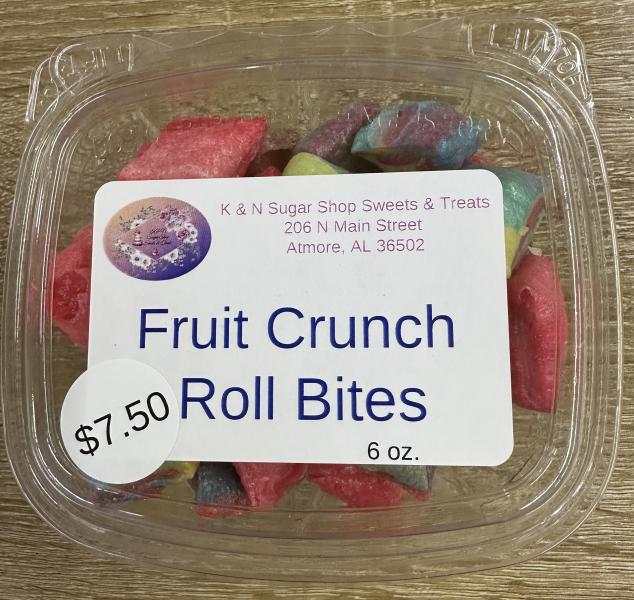 K & N Sugar Shop Sweets & Treats
206 N Main Street
Atmore, AL 36502
Fruit Crunch
Roll Bites
$7.50
6 oz.